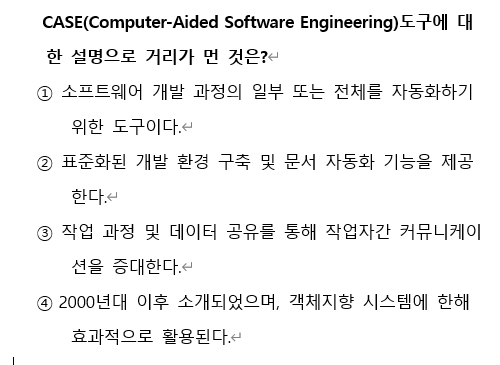 CASE(Computer-Aided Software Engineering)도구에 대
한 설명으로 거리가 먼 것은?↵
① 소프트웨어 개발 과정의 일부 또는 전체를 자동화하기
위한 도구이다.↵
② 표준화된 개발 환경 구축 및 문서 자동화 기능을 제공
한다.↵
③ 작업 과정 및 데이터 공유를 통해 작업자간 커뮤니케이
션을 증대한다.↵
④ 2000년대 이후 소개되었으며, 객체지향 시스템에 한해
효과적으로 활용된다.↵